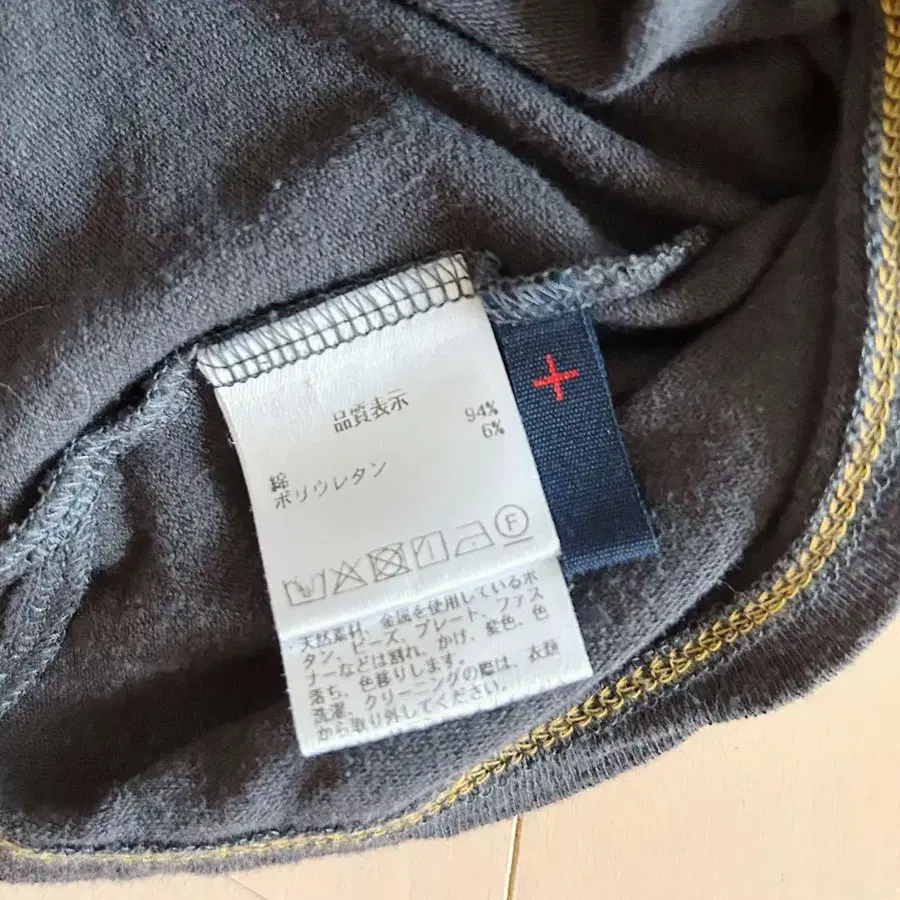 品質表示
綿 94%
ポリウレタン 6%
F
天然素材、金属を使用しているボ
タン、ビーズ、プレート、ファス
ナーなどは割れ、かけ、変色、色
落ち、色移りします。
洗濯、クリーニングの際は、衣類
から取り外してください。